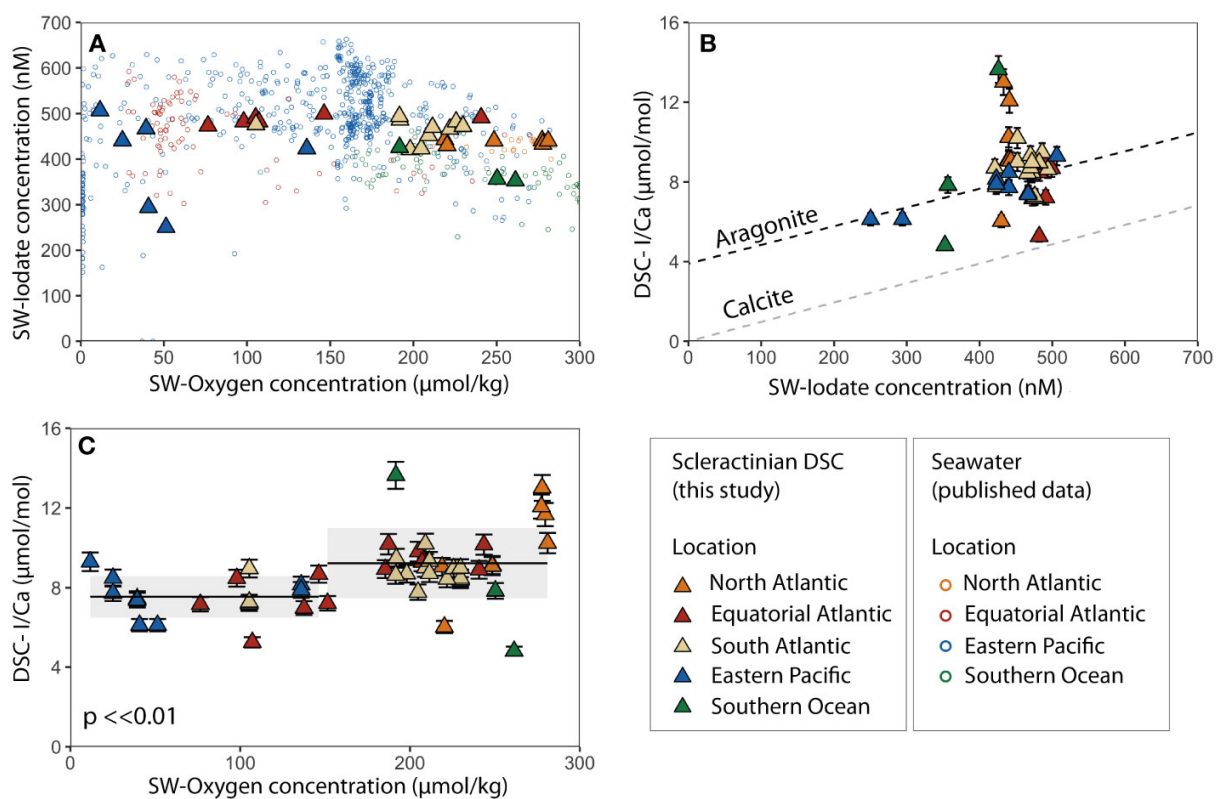 A
SW-Iodate concentration (nM)
700
600
500
400
300
200
100
0
0 50 100 150 200 250 300
SW-Oxygen concentration (μmol/kg)
B
DSC- I/Ca (μmol/mol)
16
12
8
4
0
Aragonite
Calcite
0 100 200 300 400 500 600 700
SW-Iodate concentration (nM)
C
DSC- I/Ca (μmol/mol)
16
12
8
4
0
p <<0.01
0 100 200 300
SW-Oxygen concentration (μmol/kg)
Scleractinian DSC
(this study)
Location
North Atlantic
Equatorial Atlantic
South Atlantic
Eastern Pacific
Southern Ocean
Seawater
(published data)
Location
North Atlantic
Equatorial Atlantic
Eastern Pacific
Southern Ocean